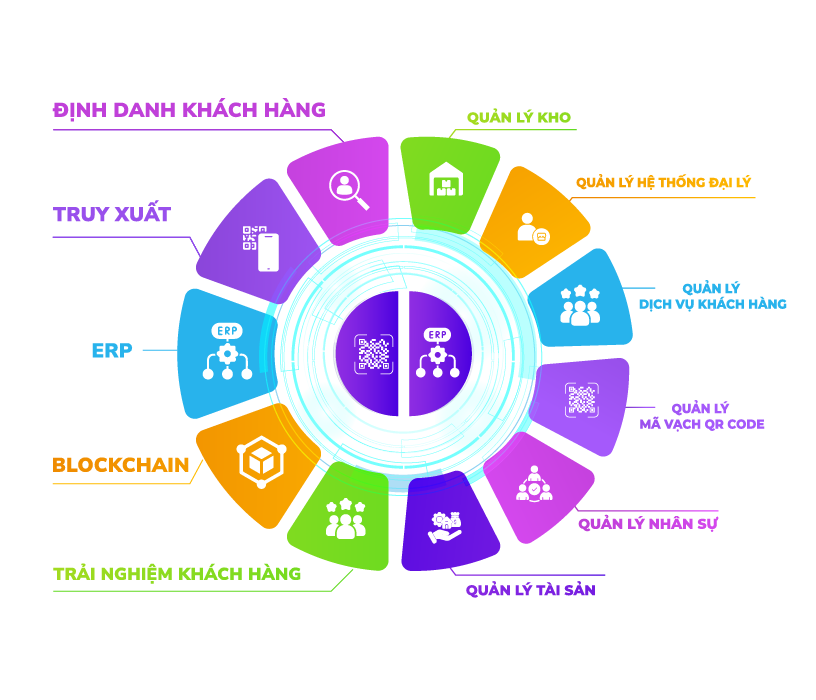 ĐỊNH DANH KHÁCH HÀNG
TRUY XUẤT
ERP
BLOCKCHAIN
TRẢI NGHIỆM KHÁCH HÀNG
QUẢN LÝ KHO
QUẢN LÝ HỆ THỐNG ĐẠI LÝ
QUẢN LÝ
DỊCH VỤ KHÁCH HÀNG
QUẢN LÝ
MÃ VẠCH QR CODE
QUẢN LÝ NHÂN SỰ
QUẢN LÝ TÀI SẢN
ERP
ERP